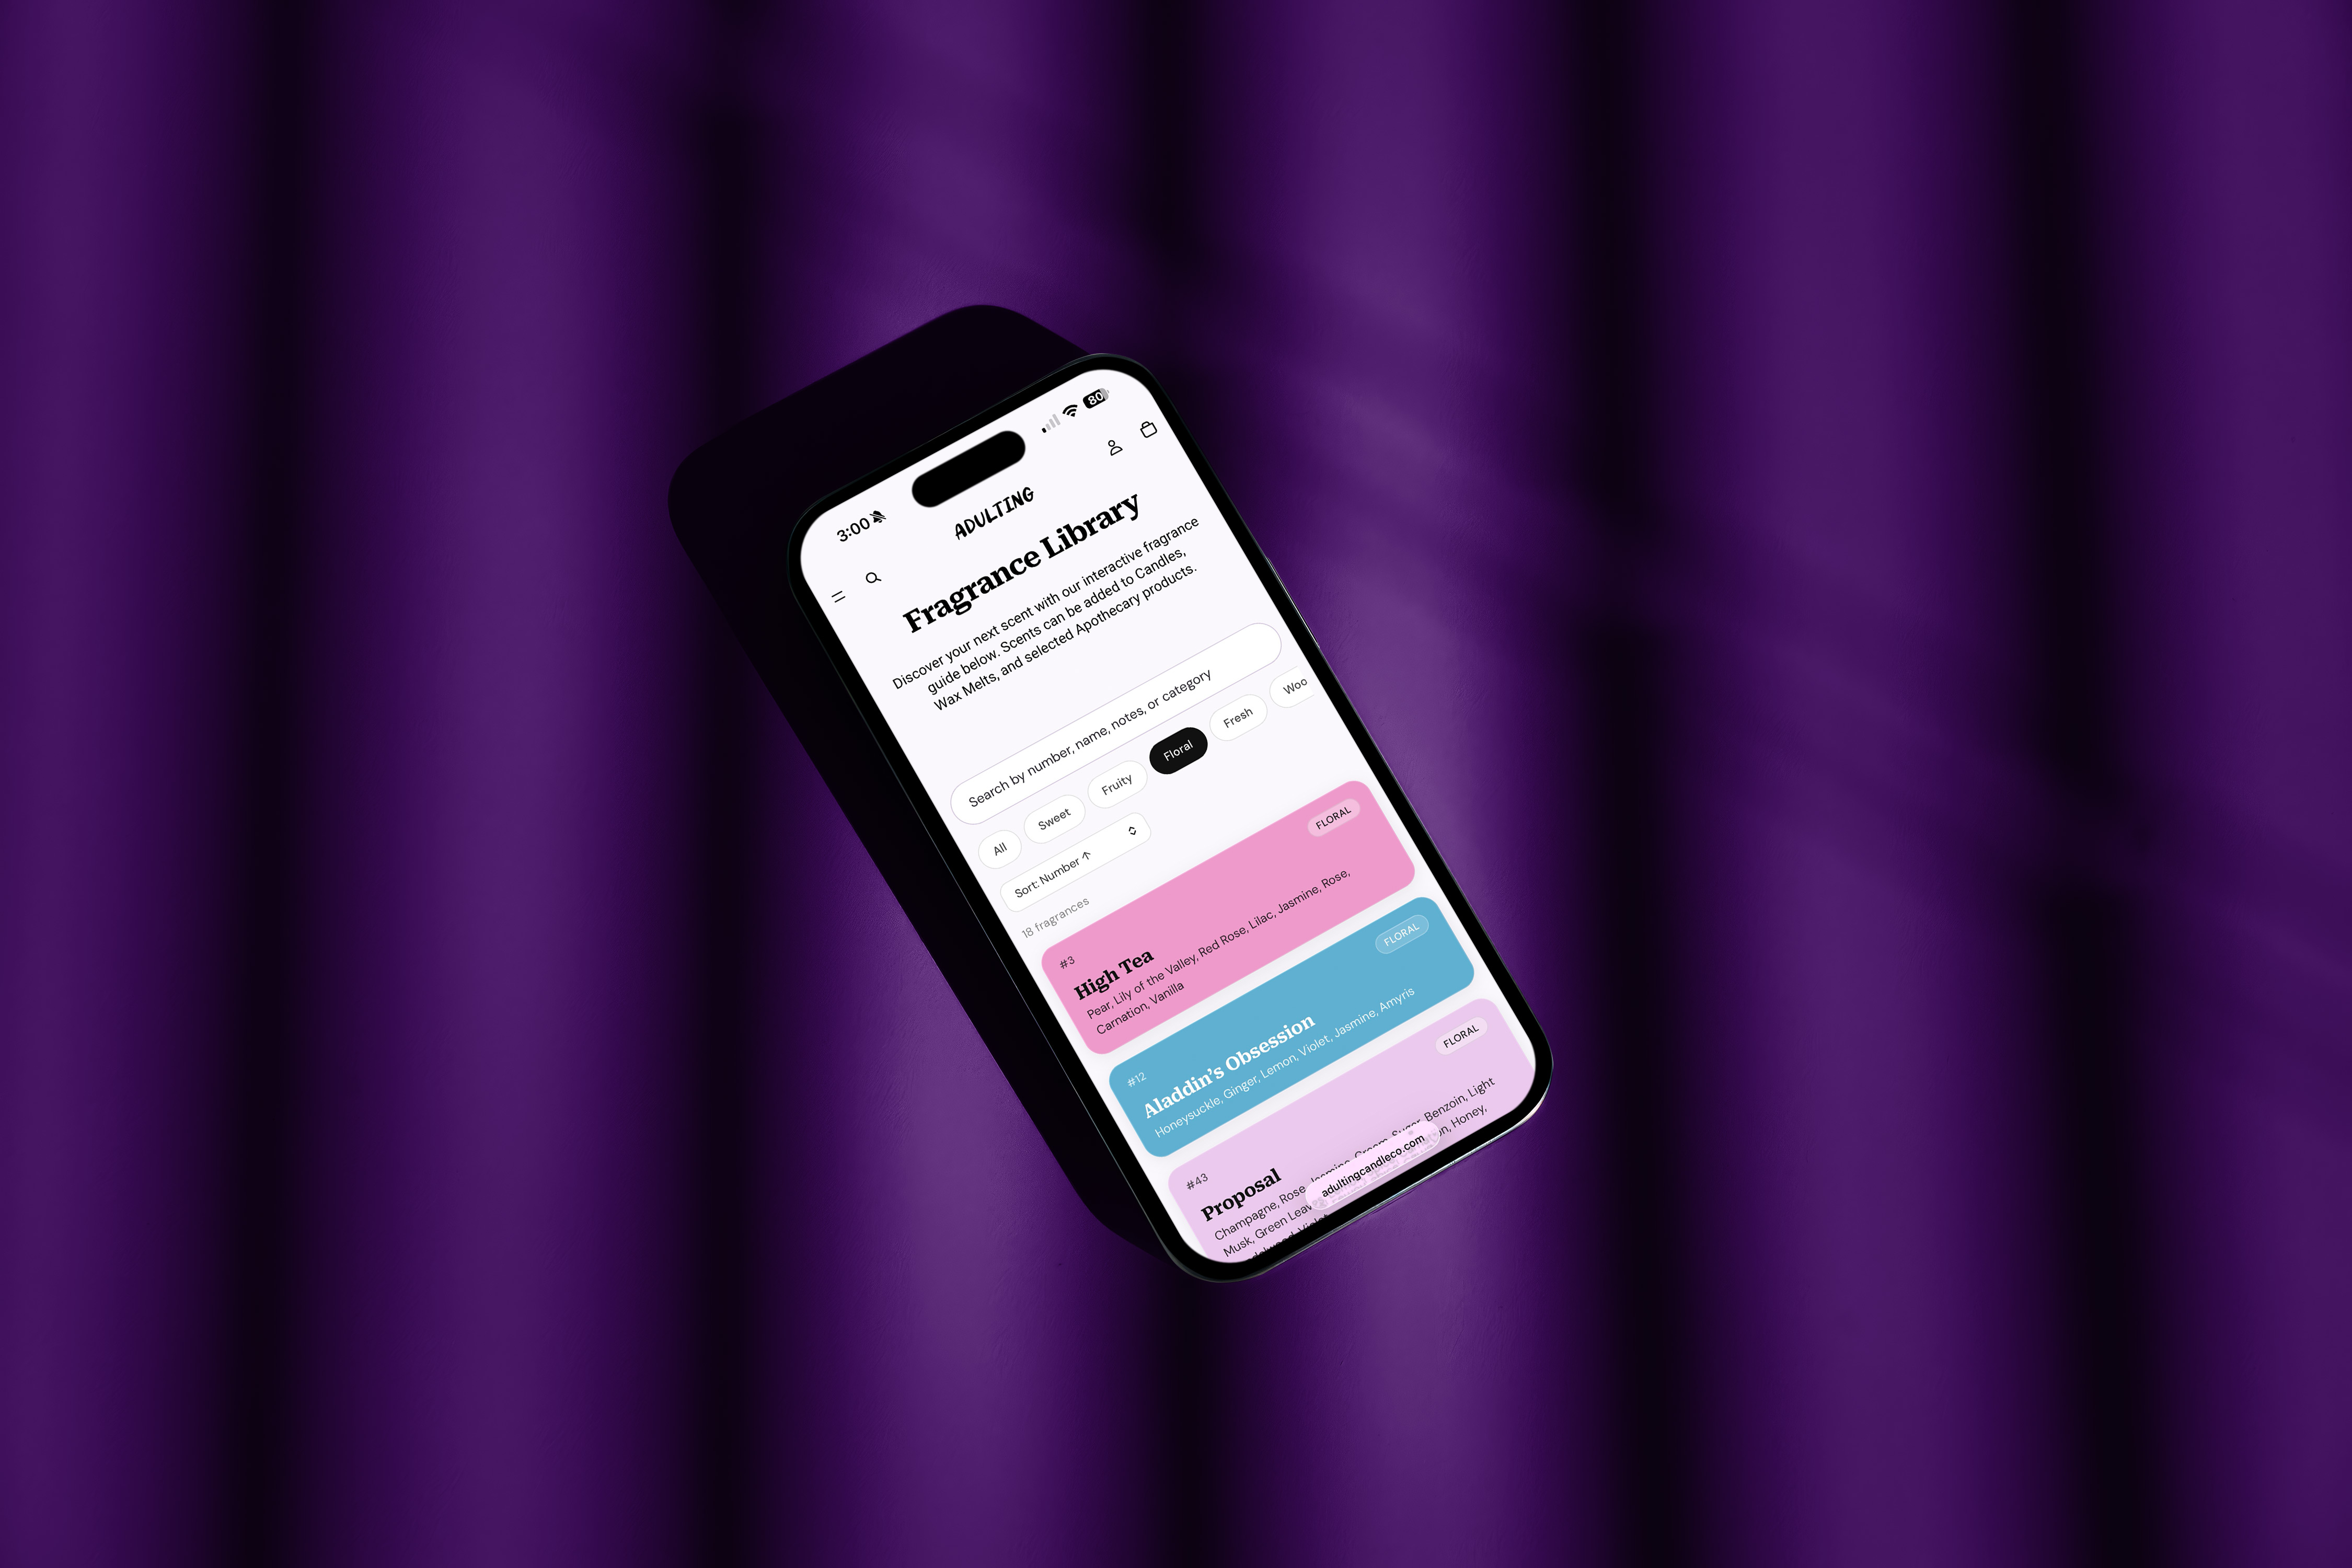 3:00
80
ADULTING
Fragrance Library
Discover your next scent with our interactive fragrance
guide below. Scents can be added to Candles,
Wax Melts, and selected Apothecary products.
Search by number, name, notes, or category
All
Sweet
Fruity
Floral
Fresh
Woo
Sort: Number ↑
18 fragrances
#3
FLORAL
High Tea
Pear, Lily of the Valley, Red Rose, Lilac, Jasmine, Rose,
Carnation, Vanilla
#12
FLORAL
Aladdin's Obsession
Honeysuckle, Ginger, Lemon, Violet, Jasmine, Amyris
#43
FLORAL
Proposal
Champagne, Rose, Jasmine, Green, Sugar, Benzoin, Light
Musk, Green Honey,
adultingcandleco.com